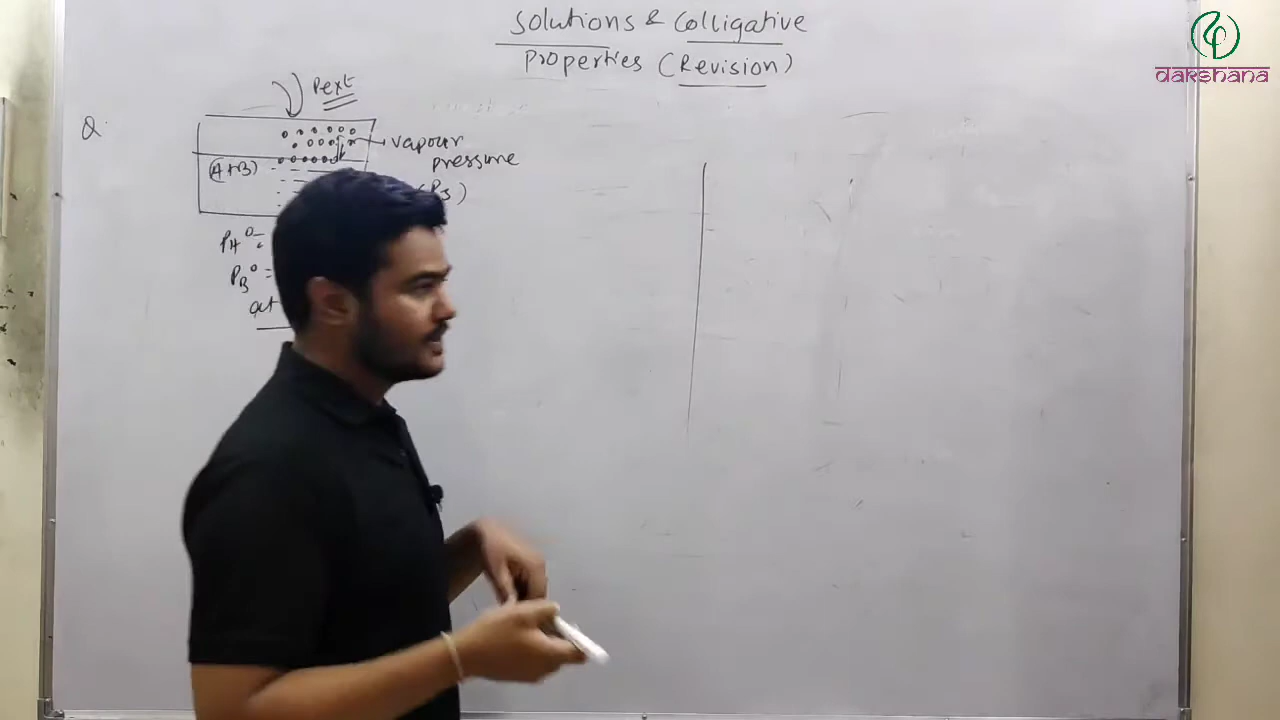 Solutions & Colligative
Properties (Revision)
dakshana
Pext
Q.
vapour
pressure
(A+B)
(Ps)
PA° =
PB° =
at